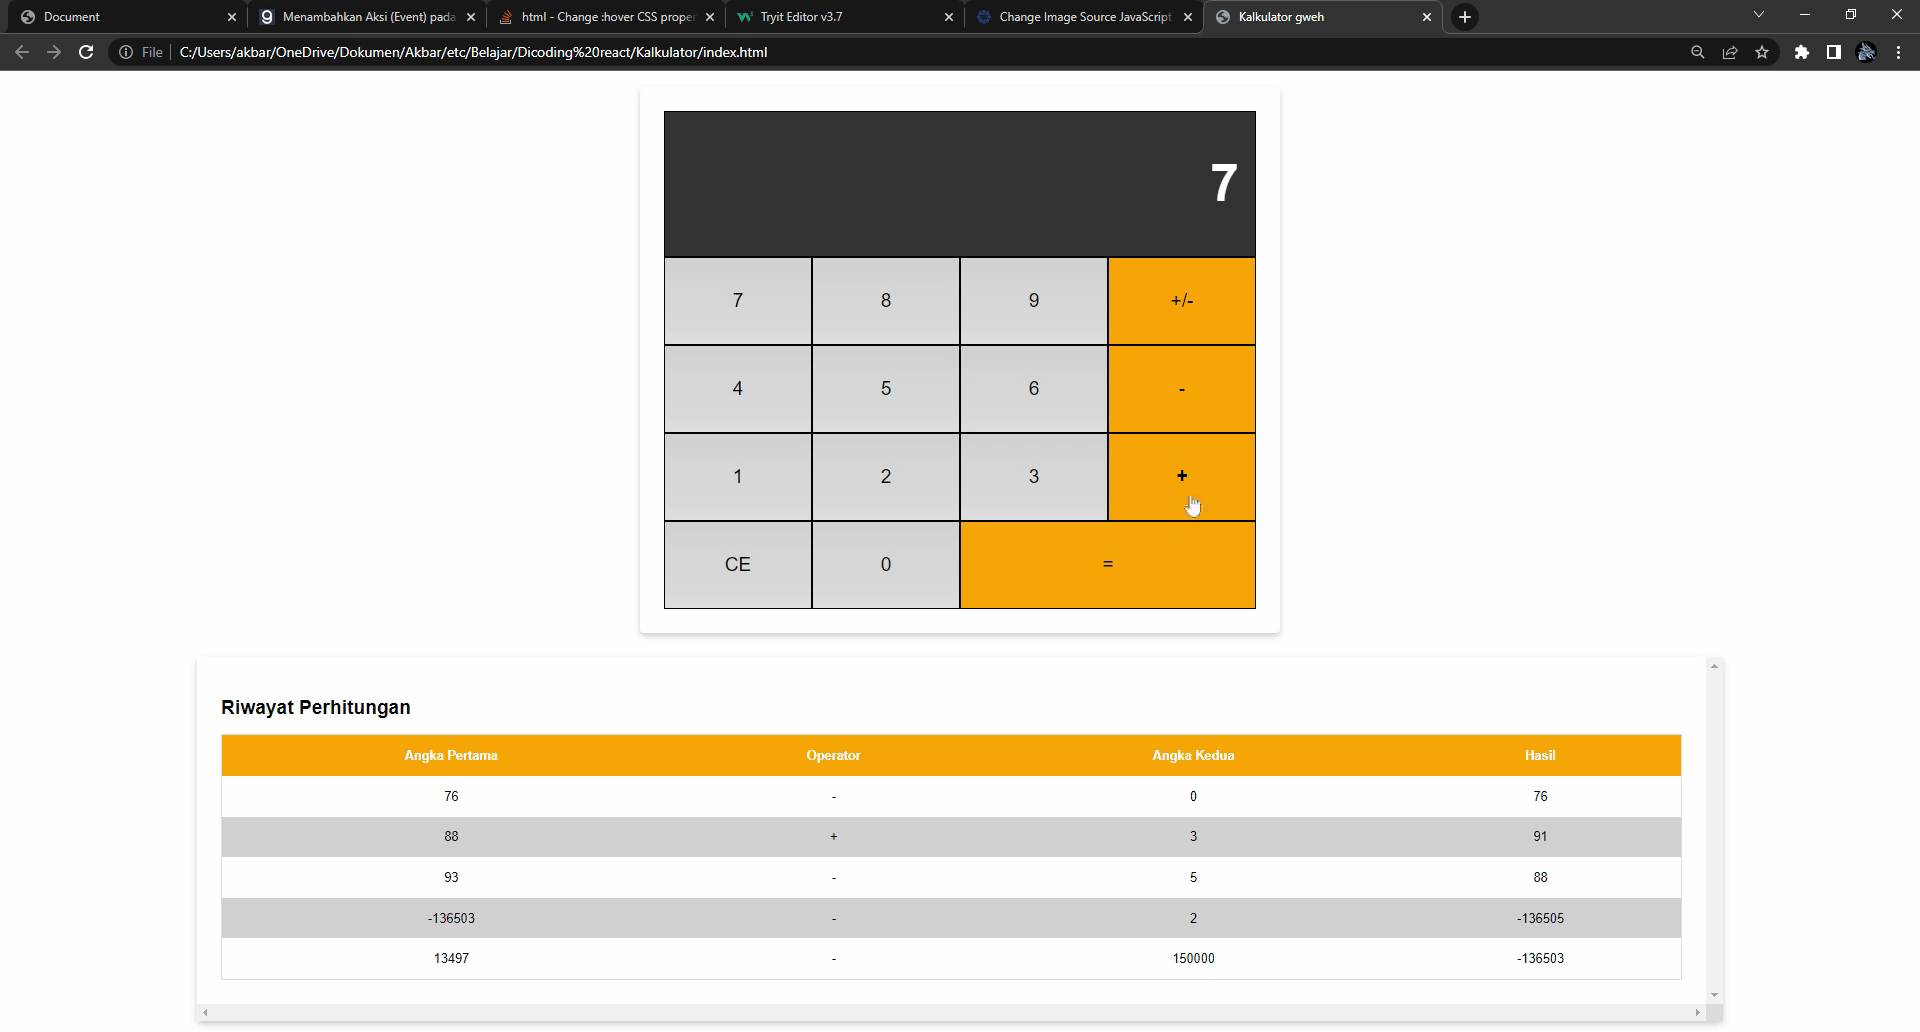 Document
Menambahkan Aksi (Event) pada
html - Change :hover CSS proper
Tryit Editor v3.7
Change Image Source JavaScript
Kalkulator gweh
File
C:/Users/akbar/OneDrive/Dokumen/Akbar/etc/Belajar/Dicoding%20react/Kalkulator/index.html
7
7 8 9 +/-
4 5 6 -
1 2 3 +
CE 0 =
Riwayat Perhitungan
Angka Pertama Operator Angka Kedua Hasil
76 - 0 76
88 + 3 91
93 - 5 88
-136503 - 2 -136505
13497 - 150000 -136503